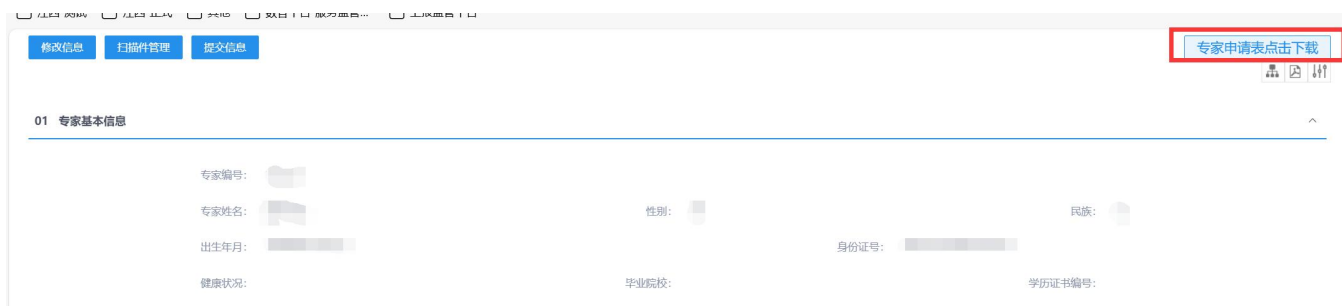 修改信息 扫描件管理 提交信息 专家申请表点击下载
01 专家基本信息
专家编号:
专家姓名: 性别: 民族:
出生年月: 身份证号:
健康状况: 毕业院校: 学历证书编号: